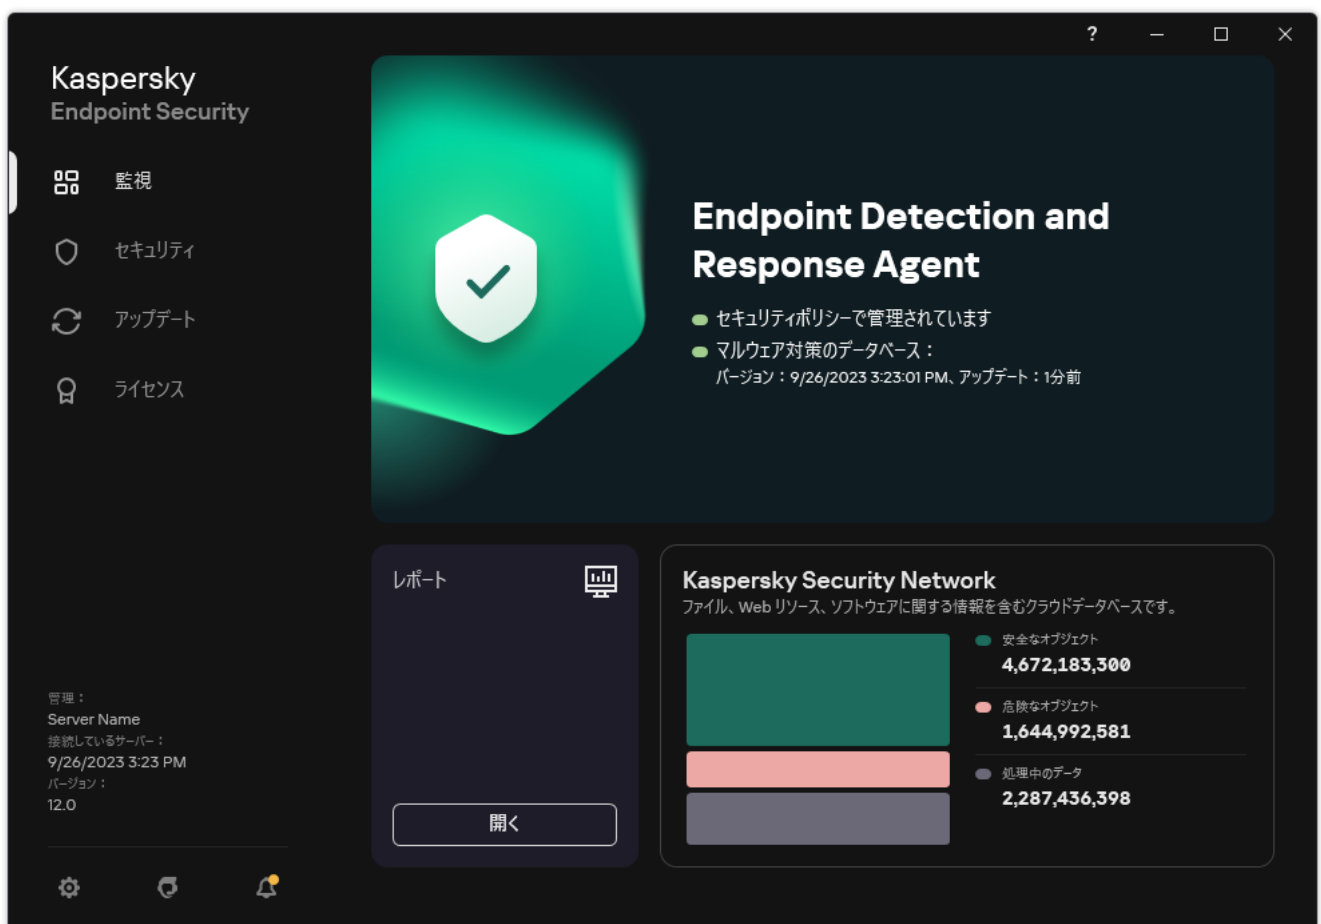 ?
Kaspersky
Endpoint Security
監視
セキュリティ
アップデート
ライセンス
Endpoint Detection and
Response Agent
セキュリティポリシーで管理されています
マルウェア対策のデータベース：
バージョン：9/26/2023 3:23:01 PM、アップデート：1分前
レポート
開く
Kaspersky Security Network
ファイル、Web リソース、ソフトウェアに関する情報を含むクラウドデータベースです。
安全なオブジェクト
4,672,183,300
危険なオブジェクト
1,644,992,581
処理中のデータ
2,287,436,398
管理：
Server Name
接続しているサーバー：
9/26/2023 3:23 PM
バージョン：
12.0